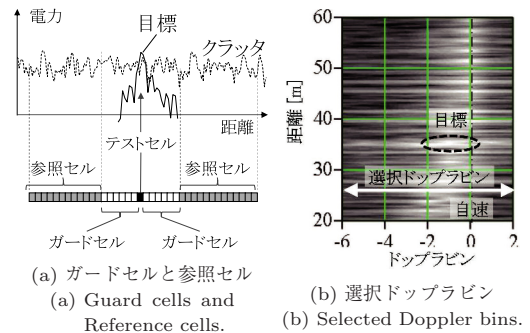 電力
目標
クラッタ
距離
テストセル
参照セル
参照セル
ガードセル
ガードセル
(a) ガードセルと参照セル
(a) Guard cells and
Reference cells.
60
50
40
30
20
距離 [m]
目標
選択ドップラビン
自速
-6
-4
-2
0
2
ドップラビン
(b) 選択ドップラビン
(b) Selected Doppler bins.